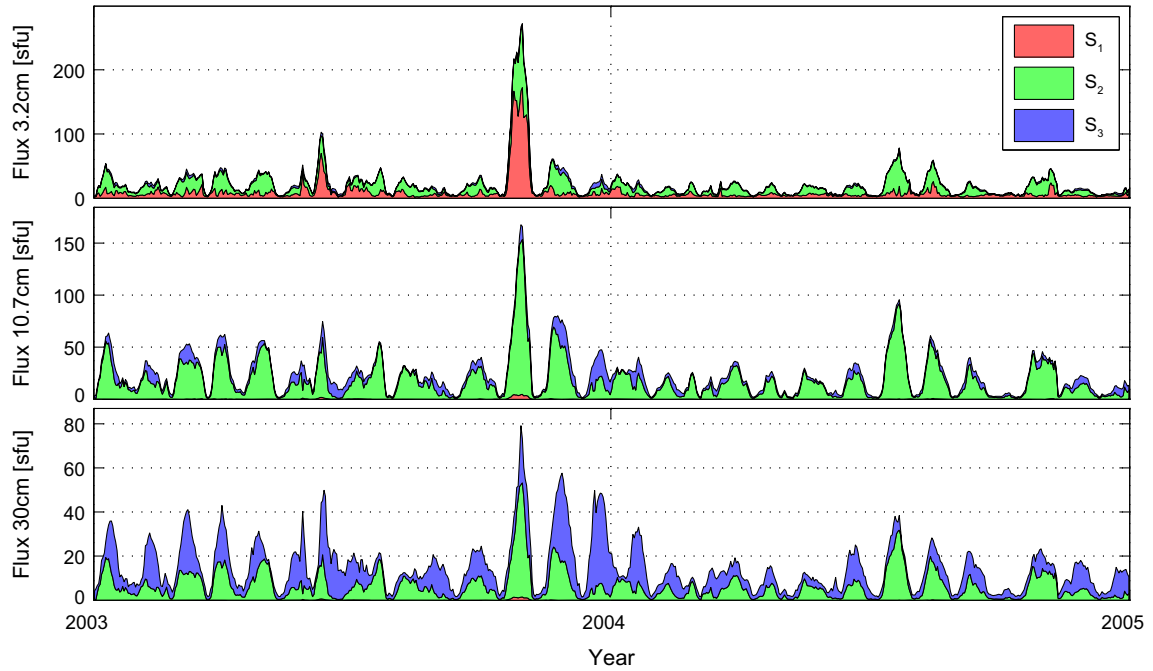 Flux 3.2cm [sfu]
200
100
0
S₁
S₂
S₃
Flux 10.7cm [sfu]
150
100
50
0
Flux 30cm [sfu]
80
60
40
20
0
2003
2004
2005
Year